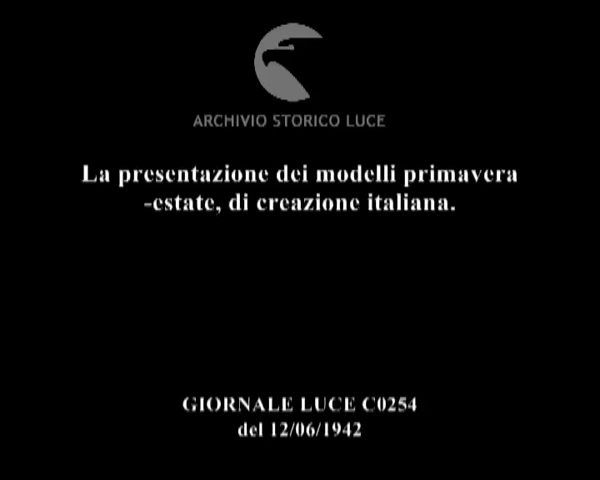 ARCHIVIO STORICO LUCE
La presentazione dei modelli primavera
-estate, di creazione italiana.
GIORNALE LUCE C0254
del 12/06/1942